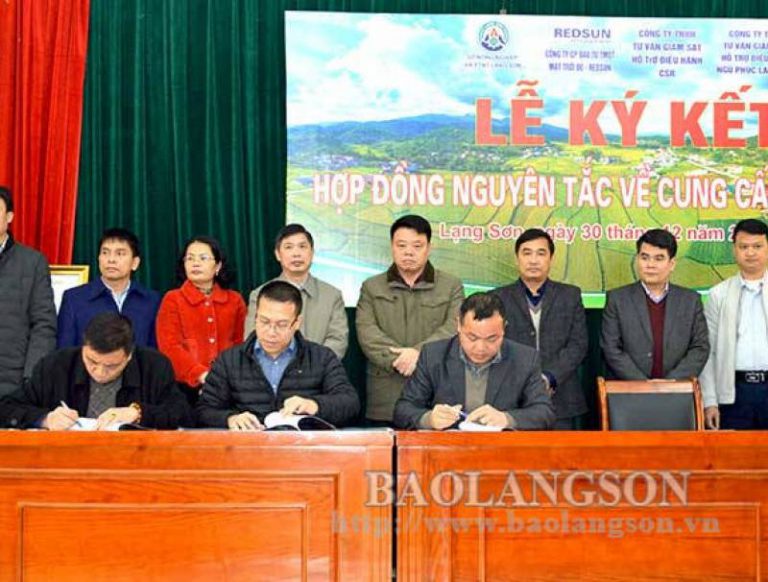 REDSUN
CÔNG TY CP ĐẦU TƯ TMQT
MẶT TRỜI ĐỎ - REDSUN
CÔNG TY TNHH
TƯ VẤN GIÁM SÁT
HỖ TRỢ ĐIỀU HÀNH
CSR
CÔNG TY T
TƯ VẤN GIÁ
HỖ TRỢ ĐIỀU
NGŨ PHÚC LA
LỄ KÝ KẾT
HỢP ĐỒNG NGUYÊN TẮC VỀ CUNG CẤ
Lạng Sơn, ngày 30 tháng 12 năm 2
BAOLANGSON
http://www.baolangson.vn